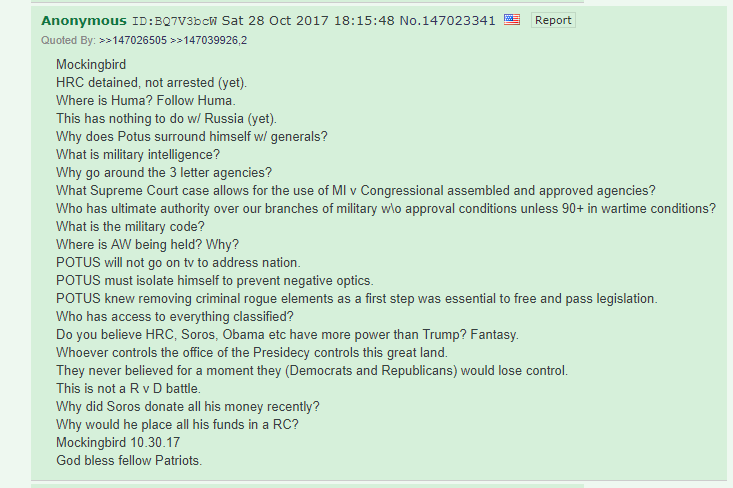 Anonymous ID:BQ7V3bcW Sat 28 Oct 2017 18:15:48 No.147023341 Report
Quoted By: >>147026505 >>147039926,2
Mockingbird
HRC detained, not arrested (yet).
Where is Huma? Follow Huma.
This has nothing to do w/ Russia (yet).
Why does Potus surround himself w/ generals?
What is military intelligence?
Why go around the 3 letter agencies?
What Supreme Court case allows for the use of MI v Congressional assembled and approved agencies?
Who has ultimate authority over our branches of military w\o approval conditions unless 90+ in wartime conditions?
What is the military code?
Where is AW being held? Why?
POTUS will not go on tv to address nation.
POTUS must isolate himself to prevent negative optics.
POTUS knew removing criminal rogue elements as a first step was essential to free and pass legislation.
Who has access to everything classified?
Do you believe HRC, Soros, Obama etc have more power than Trump? Fantasy.
Whoever controls the office of the Presidecy controls this great land.
They never believed for a moment they (Democrats and Republicans) would lose control.
This is not a R v D battle.
Why did Soros donate all his money recently?
Why would he place all his funds in a RC?
Mockingbird 10.30.17
God bless fellow Patriots.